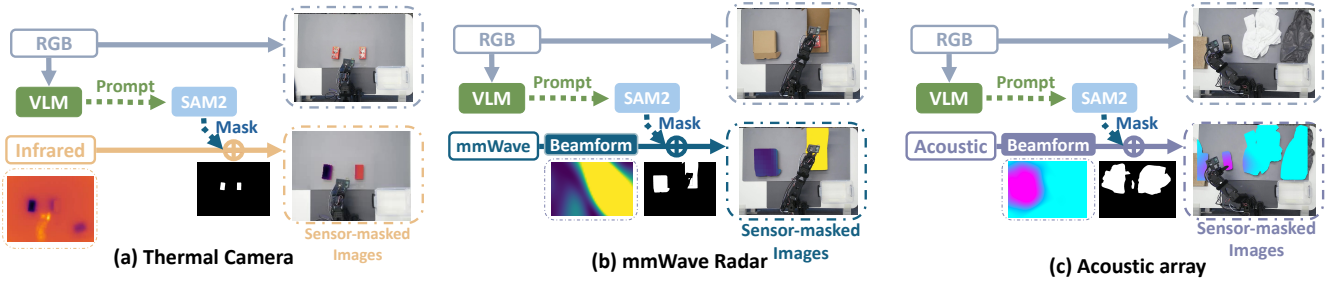 RGB
VLM
Prompt
SAM2
Mask
Infrared
Sensor-masked
Images
(a) Thermal Camera
RGB
VLM
Prompt
SAM2
Mask
mmWave
Beamform
Sensor-masked
Images
(b) mmWave Radar
RGB
VLM
Prompt
SAM2
Mask
Acoustic
Beamform
Sensor-masked
Images
(c) Acoustic array